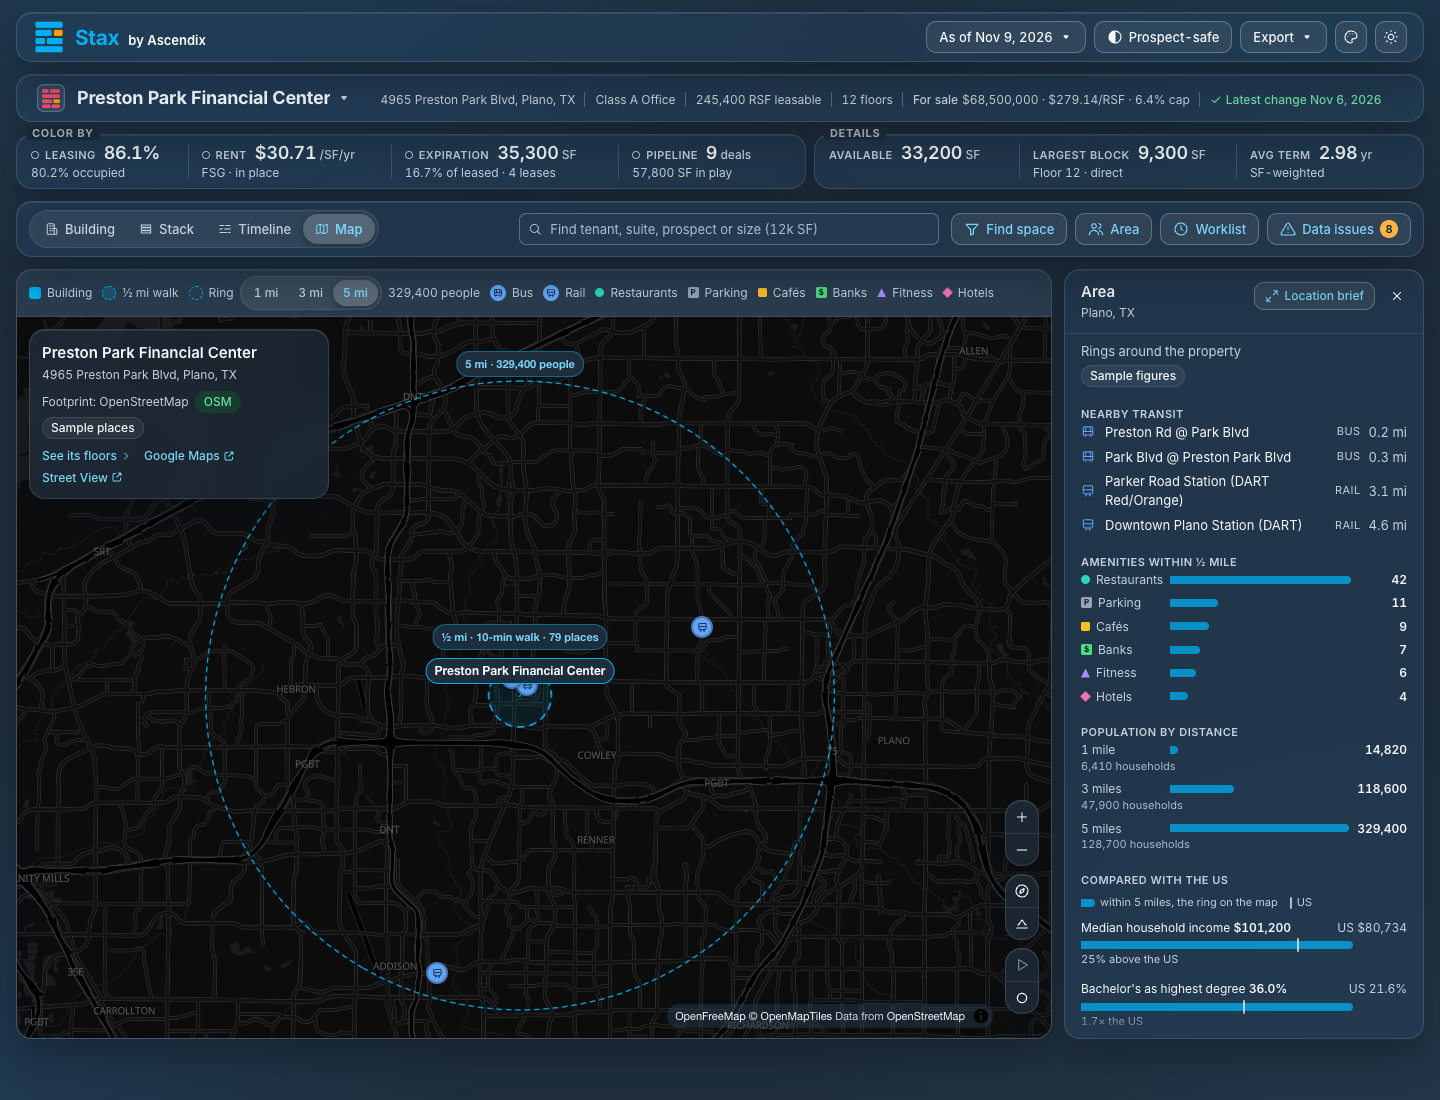 Stax by Ascendix
As of Nov 9, 2026
Prospect-safe
Export
Preston Park Financial Center
4965 Preston Park Blvd, Plano, TX
Class A Office
245,400 RSF leasable
12 floors
For sale $68,500,000 · $279.14/RSF · 6.4% cap
✓ Latest change Nov 6, 2026
COLOR BY
LEASING 86.1%
80.2% occupied
RENT $30.71 /SF/yr
FSG · in place
EXPIRATION 35,300 SF
16.7% of leased · 4 leases
PIPELINE 9 deals
57,800 SF in play
DETAILS
AVAILABLE 33,200 SF
LARGEST BLOCK 9,300 SF
Floor 12 · direct
AVG TERM 2.98 yr
SF-weighted
Building
Stack
Timeline
Map
Find tenant, suite, prospect or size (12k SF)
Find space
Area
Worklist
Data issues 8
Building
½ mi walk
Ring
1 mi
3 mi
5 mi
329,400 people
Bus
Rail
Restaurants
P Parking
Cafés
$ Banks
Fitness
Hotels
Preston Park Financial Center
4965 Preston Park Blvd, Plano, TX
Footprint: OpenStreetMap OSM
Sample places
See its floors
Google Maps
Street View
5 mi · 329,400 people
ALLEN
DNT
SRT
½ mi · 10-min walk · 79 places
Preston Park Financial Center
HEBRON
COWLEY
PLANO
75
PGBT
PGBT
DNT
RENNER
NITY MILLS
ADDISON
35E
CARROLLTON
PGBT
RICHARDSON
OpenFreeMap © OpenMapTiles Data from OpenStreetMap
Area
Plano, TX
Location brief
Rings around the property
Sample figures
NEARBY TRANSIT
Preston Rd @ Park Blvd BUS 0.2 mi
Park Blvd @ Preston Park Blvd BUS 0.3 mi
Parker Road Station (DART
Red/Orange) RAIL 3.1 mi
Downtown Plano Station (DART) RAIL 4.6 mi
AMENITIES WITHIN ½ MILE
Restaurants 42
P Parking 11
Cafés 9
$ Banks 7
Fitness 6
Hotels 4
POPULATION BY DISTANCE
1 mile 14,820
6,410 households
3 miles 118,600
47,900 households
5 miles 329,400
128,700 households
COMPARED WITH THE US
within 5 miles, the ring on the map
US
Median household income $101,200 US $80,734
25% above the US
Bachelor's as highest degree 36.0% US 21.6%
1.7× the US